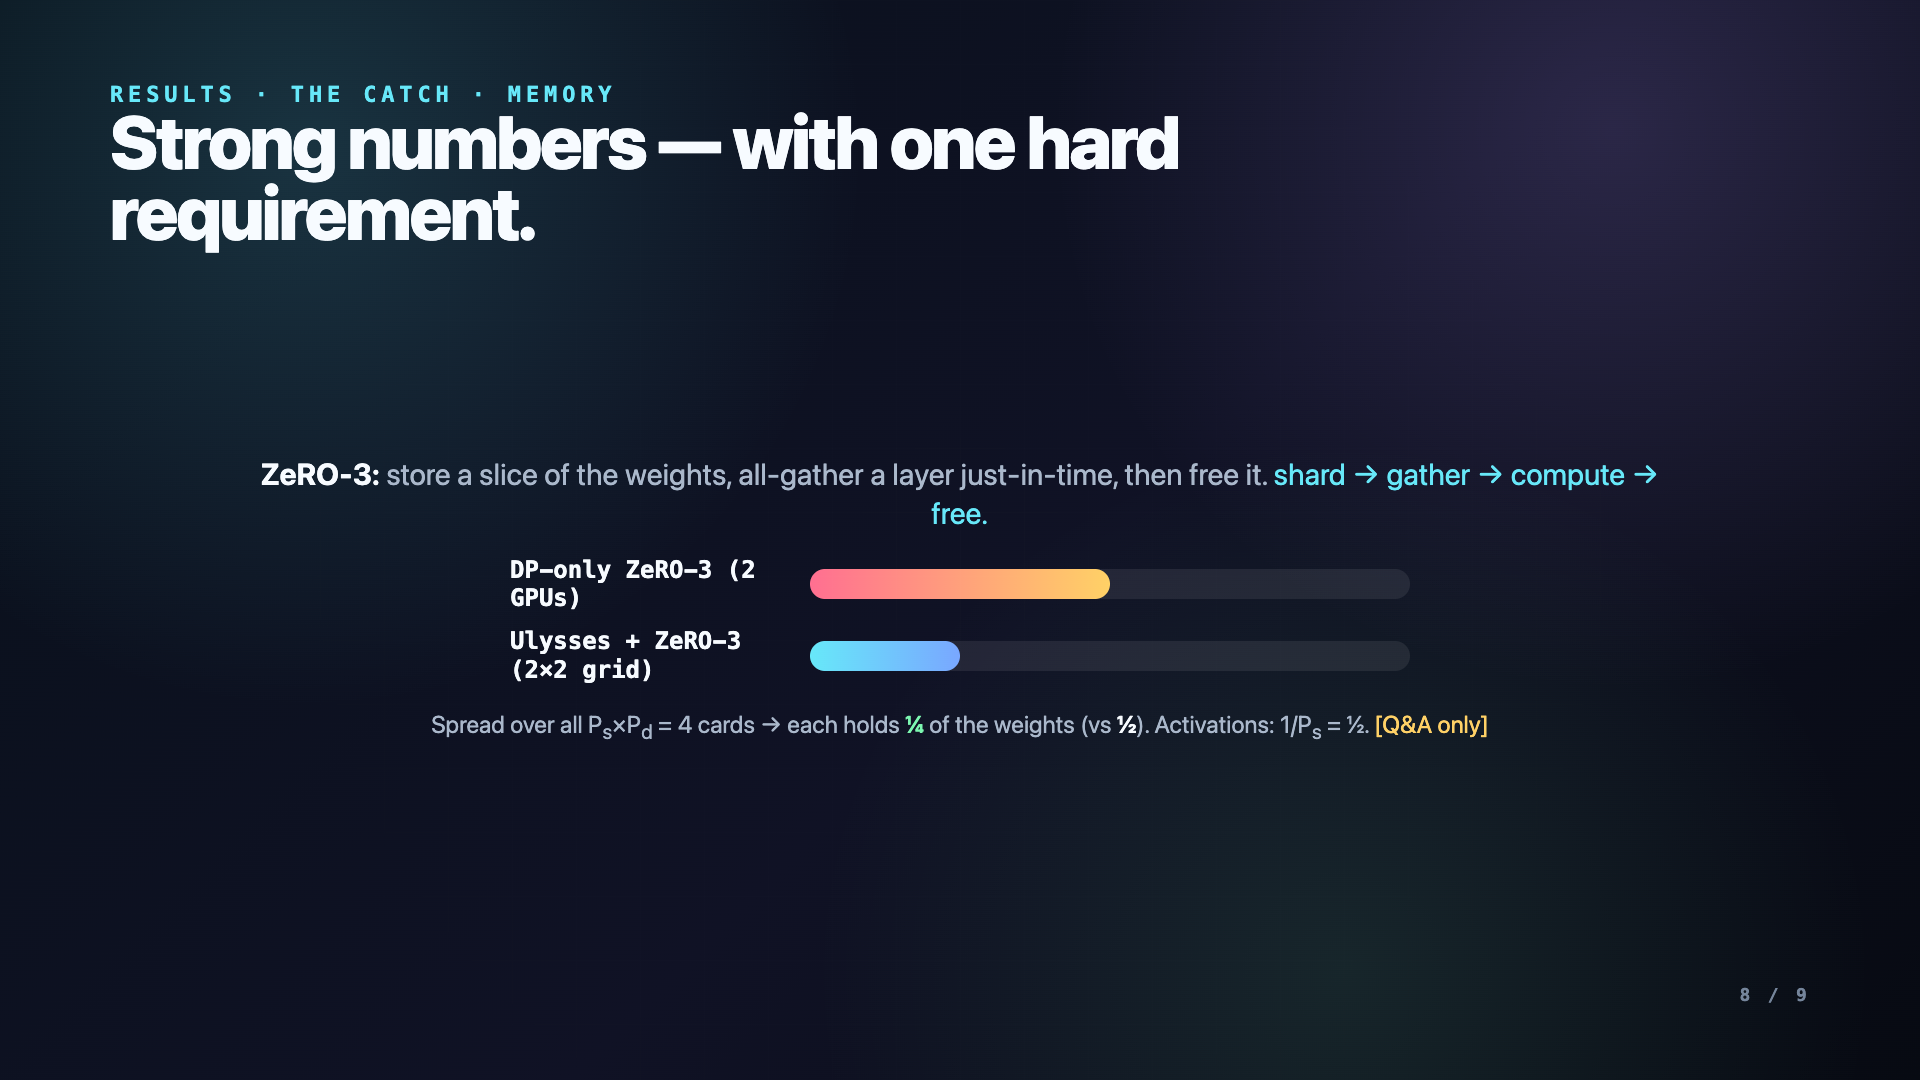 RESULTS · THE CATCH · MEMORY
Strong numbers — with one hard
requirement.
ZeRO-3: store a slice of the weights, all-gather a layer just-in-time, then free it. shard → gather → compute →
free.
DP-only ZeRO-3 (2
GPUs)
Ulysses + ZeRO-3
(2×2 grid)
Spread over all Pₛ×P_d = 4 cards → each holds ¼ of the weights (vs ½). Activations: 1/Pₛ = ½. [Q&A only]
8 / 9